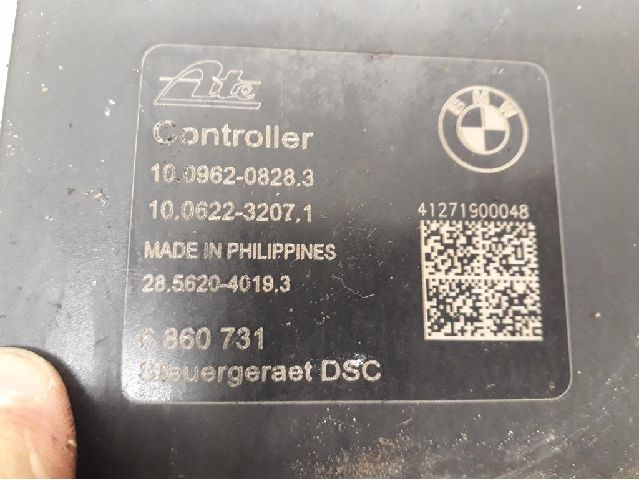 Ate
BMW
Controller
10.0962-0828.3
10.0622-3207.1
41271900048
MADE IN PHILIPPINES
28.5620-4019.3
6 860 731
Steuergeraet DSC